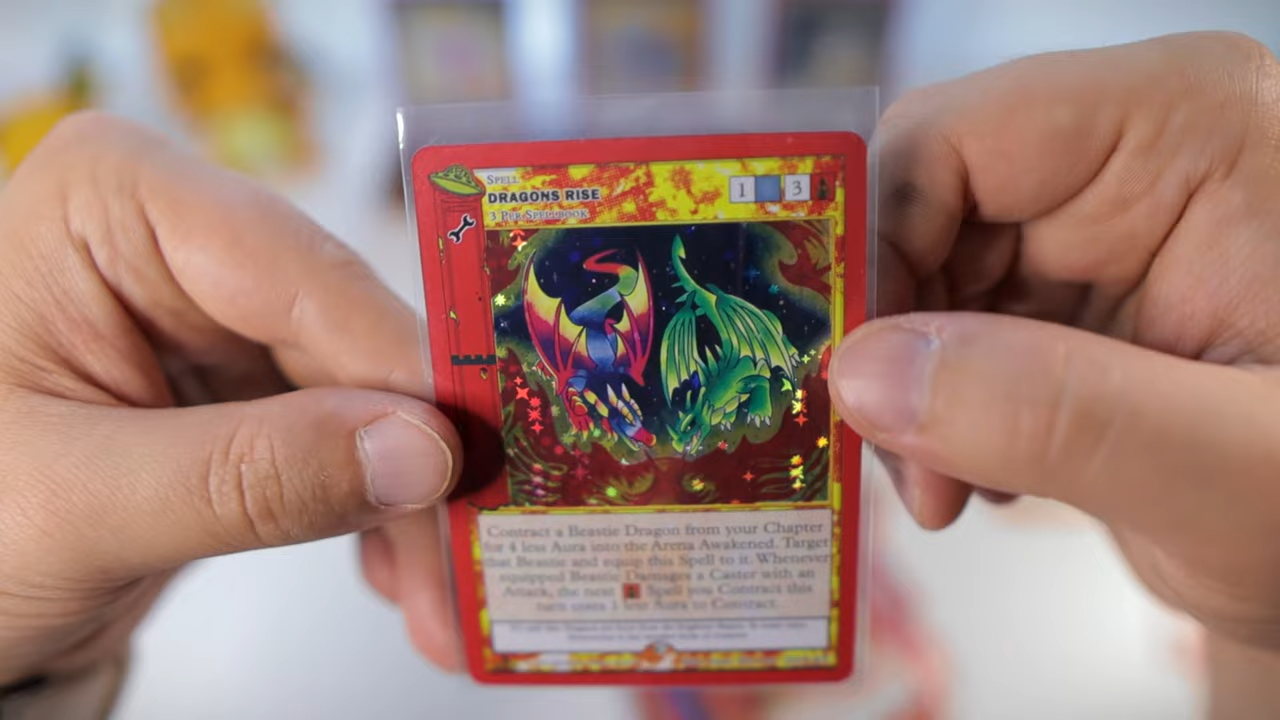 SPELL
DRAGONS RISE
3 PER SPELLBOOK
1 3
Contract a Beastie Dragon from your Chapter
for 4 less Aura into the Arena Awakened. Target
that Beastie and equip this Spell to it. Whenever
equipped Beastie Damages a Caster with an
Attack, the next Spell you Contract this
turn costs 1 less Aura to Contract.